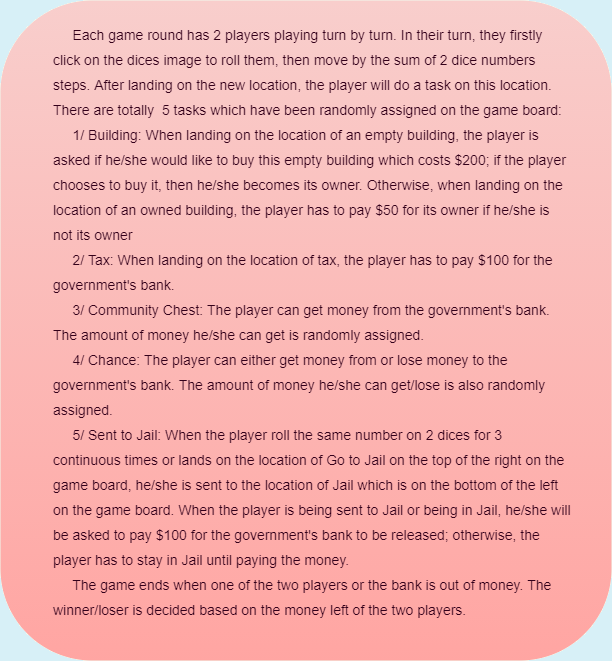 Each game round has 2 players playing turn by turn. In their turn, they firstly
click on the dices image to roll them, then move by the sum of 2 dice numbers
steps. After landing on the new location, the player will do a task on this location.
There are totally  5 tasks which have been randomly assigned on the game board:
1/ Building: When landing on the location of an empty building, the player is
asked if he/she would like to buy this empty building which costs $200; if the player
chooses to buy it, then he/she becomes its owner. Otherwise, when landing on the
location of an owned building, the player has to pay $50 for its owner if he/she is
not its owner
2/ Tax: When landing on the location of tax, the player has to pay $100 for the
government's bank.
3/ Community Chest: The player can get money from the government's bank.
The amount of money he/she can get is randomly assigned.
4/ Chance: The player can either get money from or lose money to the
government's bank. The amount of money he/she can get/lose is also randomly
assigned.
5/ Sent to Jail: When the player roll the same number on 2 dices for 3
continuous times or lands on the location of Go to Jail on the top of the right on the
game board, he/she is sent to the location of Jail which is on the bottom of the left
on the game board. When the player is being sent to Jail or being in Jail, he/she will
be asked to pay $100 for the government's bank to be released; otherwise, the
player has to stay in Jail until paying the money.
The game ends when one of the two players or the bank is out of money. The
winner/loser is decided based on the money left of the two players.